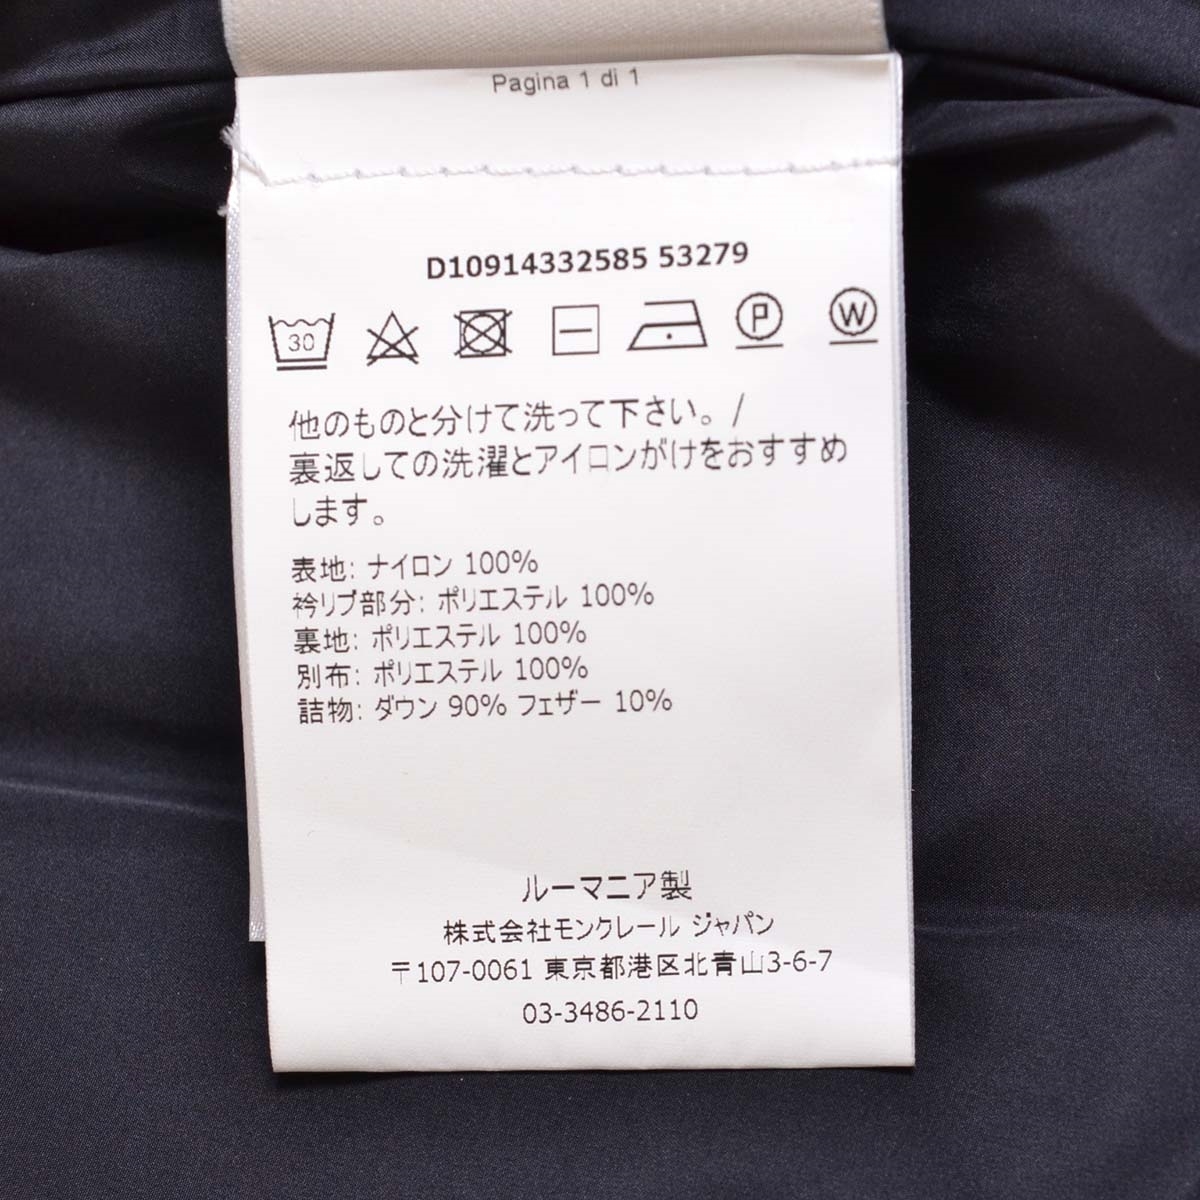 Pagina 1 di 1
D10914332585 53279
30 P W
他のものと分けて洗って下さい。/
裏返しての洗濯とアイロンがけをおすすめ
します。
表地: ナイロン 100%
衿リブ部分: ポリエステル 100%
裏地: ポリエステル 100%
別布: ポリエステル 100%
詰物: ダウン 90% フェザー 10%
ルーマニア製
株式会社モンクレール ジャパン
〒107-0061 東京都港区北青山3-6-7
03-3486-2110